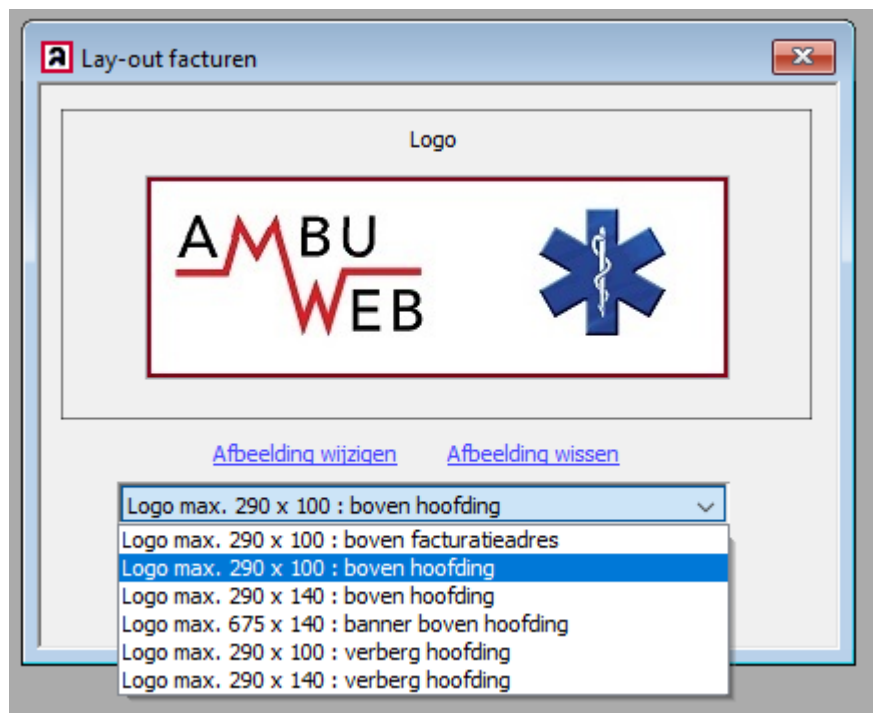 Lay-out facturen
Logo
AMBU
WEB
Afbeelding wijzigen Afbeelding wissen
Logo max. 290 x 100 : boven hoofding
Logo max. 290 x 100 : boven facturatieadres
Logo max. 290 x 100 : boven hoofding
Logo max. 290 x 140 : boven hoofding
Logo max. 675 x 140 : banner boven hoofding
Logo max. 290 x 100 : verberg hoofding
Logo max. 290 x 140 : verberg hoofding